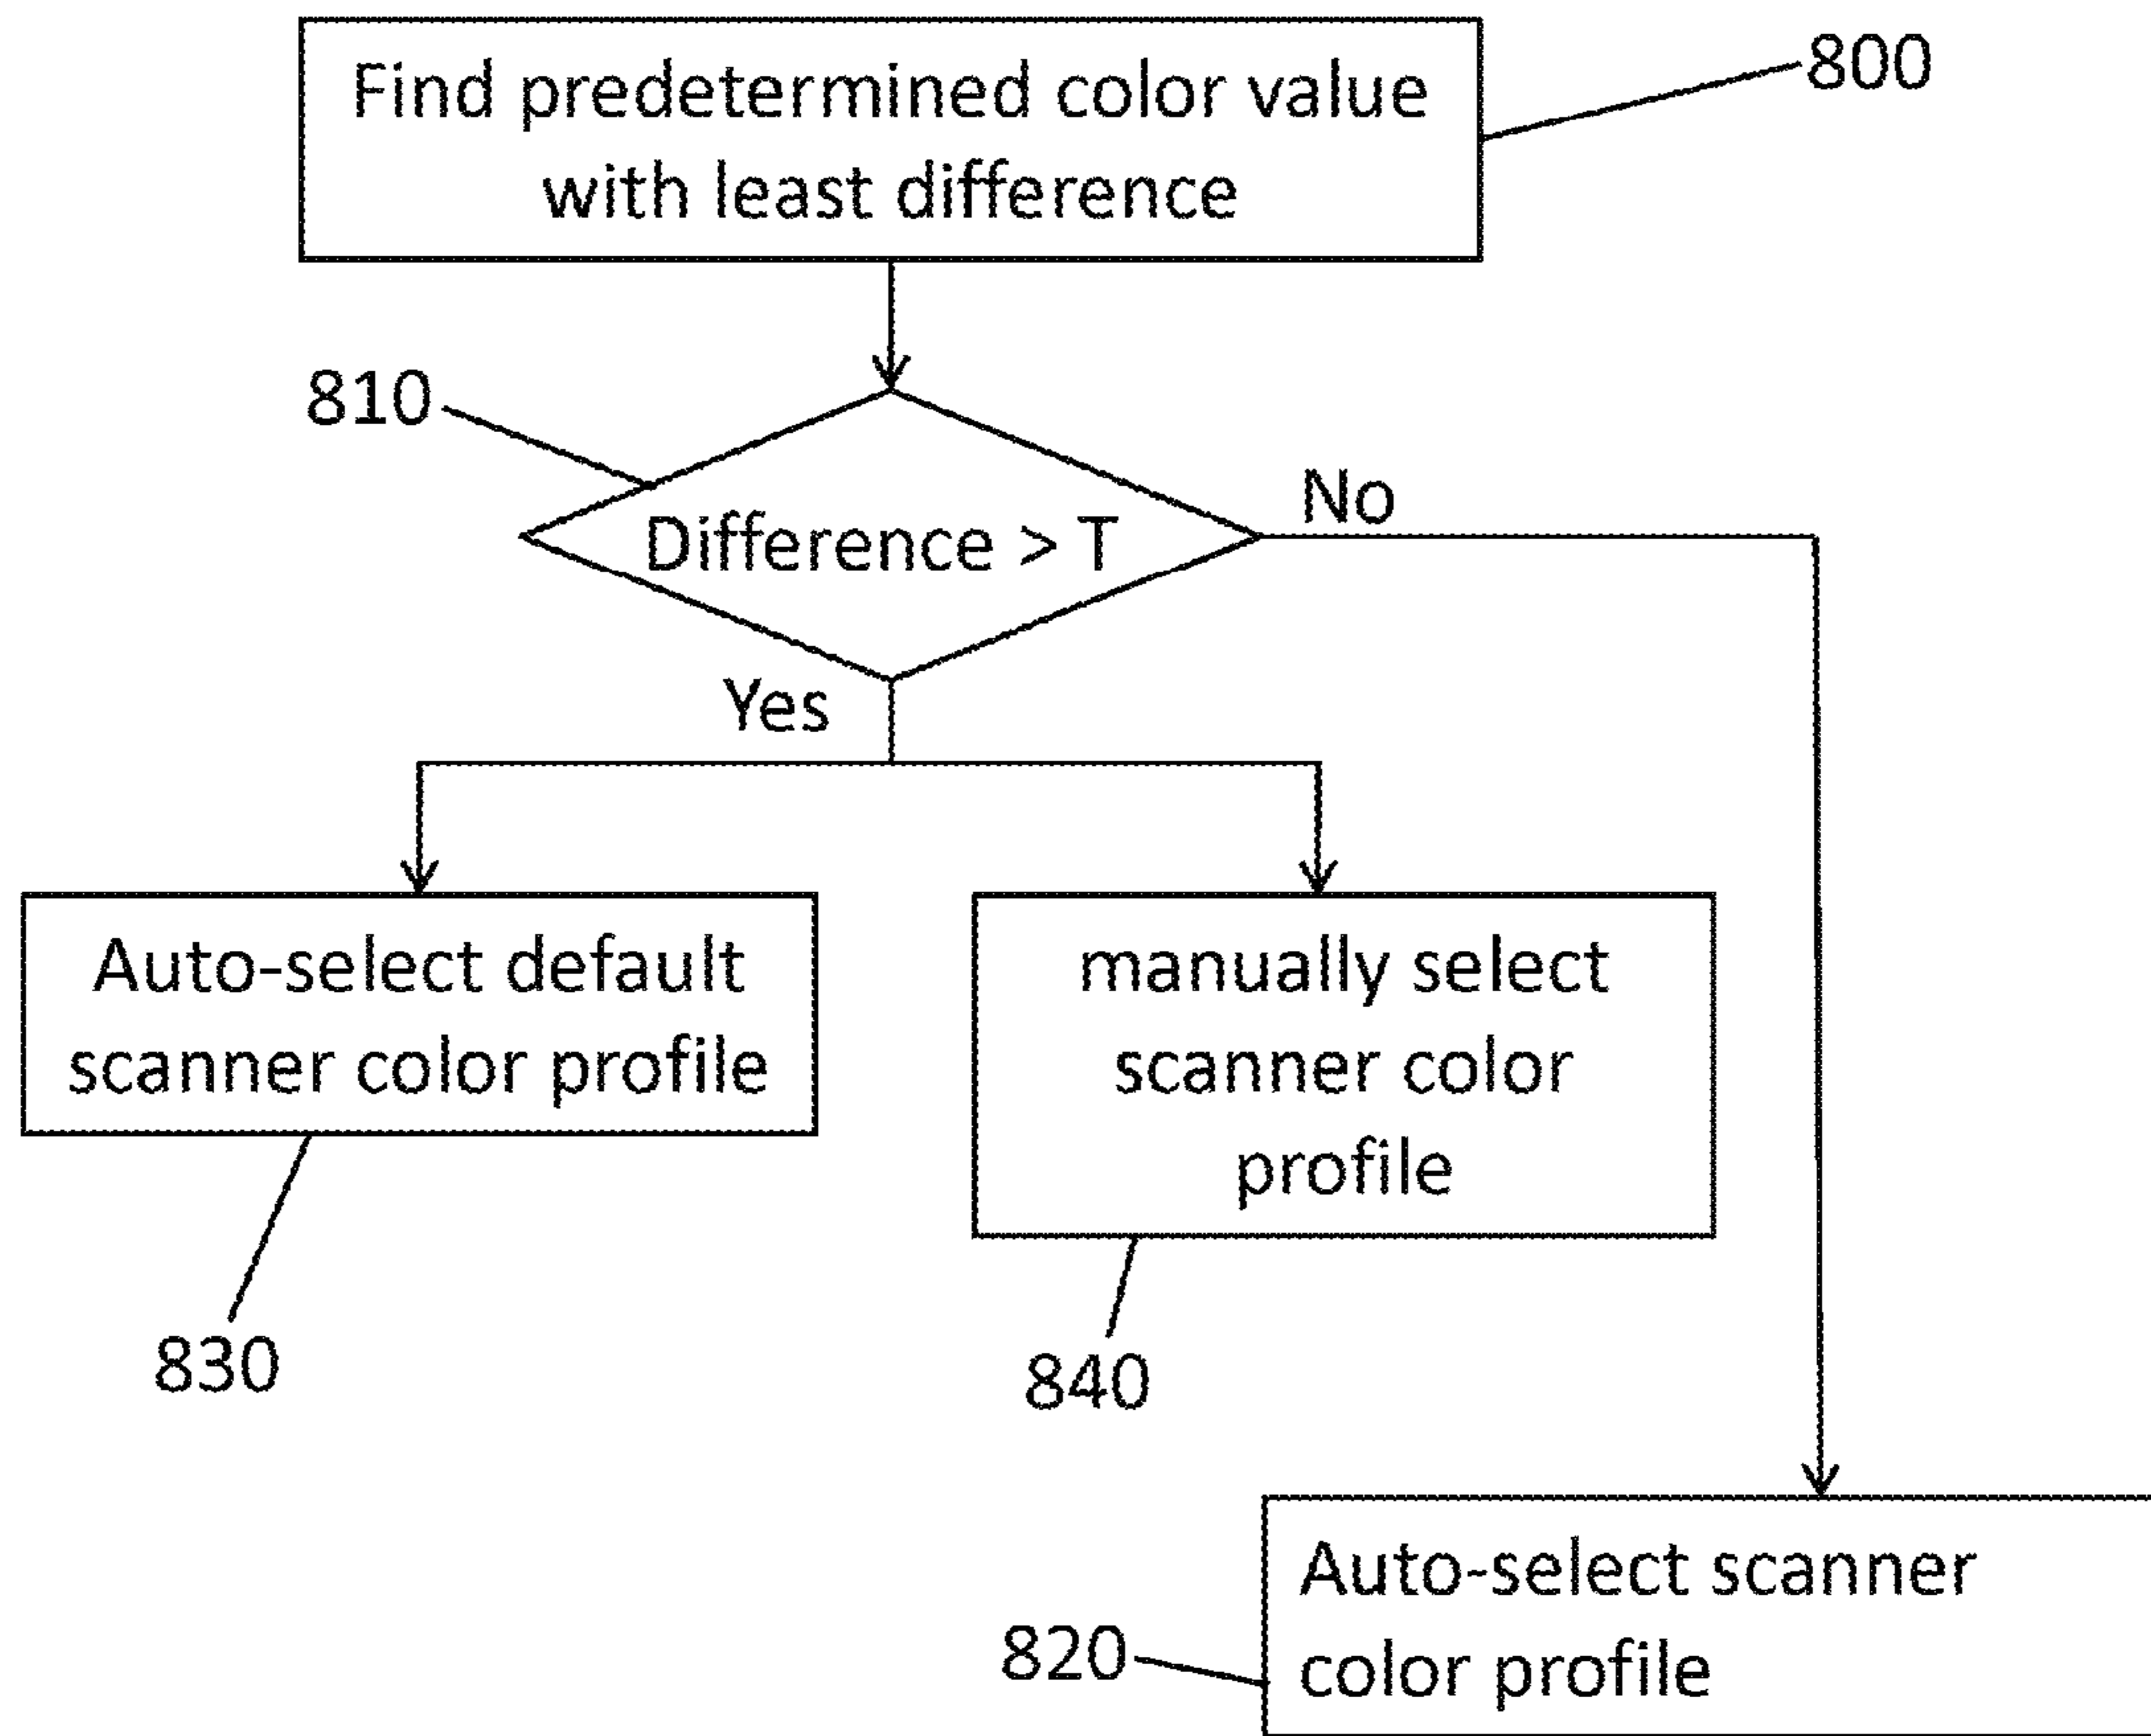 Find predetermined color value
with least difference
800
810
Difference > T
No
Yes
Auto-select default
scanner color profile
manually select
scanner color
profile
830
840
Auto-select scanner
color profile
820